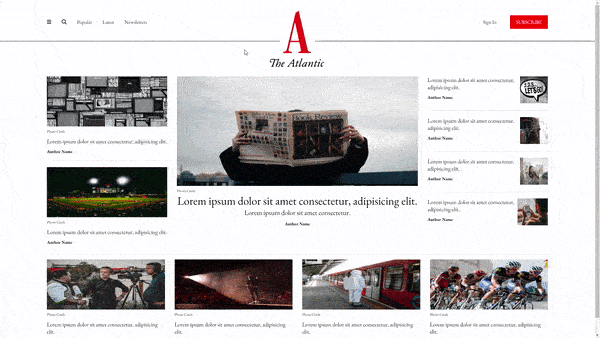 Popular
Latest
Newsletters
A
Sign In
SUBSCRIBE
The Atlantic
Photo Credit
Lorem ipsum dolor sit amet consectetur, adipisicing elit.
Author Name
Photo Credit
Lorem ipsum dolor sit amet consectetur, adipisicing
elit.
Author Name
Book Review
Photo Credit
Lorem ipsum dolor sit amet consectetur, adipisicing elit.
Lorem ipsum dolor sit amet consectetur.
Author Name
Lorem ipsum dolor sit amet consectetur,
adipisicing elit.
Author Name
LET'S GO!
Lorem ipsum dolor sit amet consectetur,
adipisicing elit.
Author Name
Lorem ipsum dolor sit amet consectetur,
adipisicing elit.
Author Name
Lorem ipsum dolor sit amet consectetur,
adipisicing elit.
Author Name
Photo Credit
Lorem ipsum dolor sit amet consectetur, adipisicing
elit.
Photo Credit
Lorem ipsum dolor sit amet consectetur, adipisicing
elit.
Photo Credit
Lorem ipsum dolor sit amet consectetur, adipisicing
elit.
Photo Credit
Lorem ipsum dolor sit amet consectetur, adipisicing
elit.